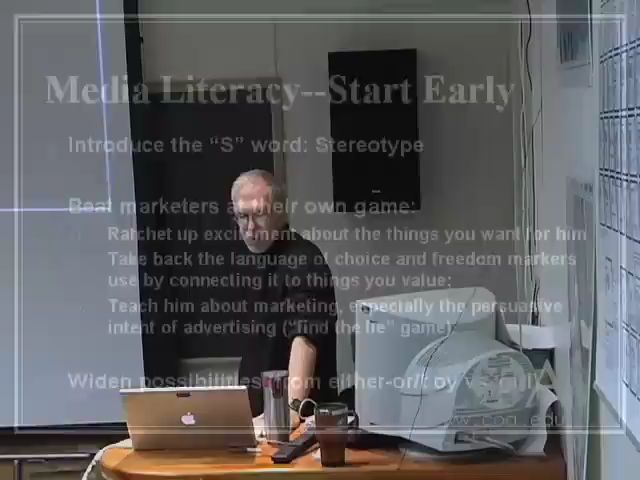 Media Literacy--Start Early
Introduce the “S” word: Stereotype
Beat marketers at their own game:
Ratchet up excitement about the things you want for him
Take back the language of choice and freedom markers
use by connecting it to things you value;
Teach him about marketing, especially the persuasive
intent of advertising (“find the lie” game)
Widen possibilities from either-or: boy vs girl